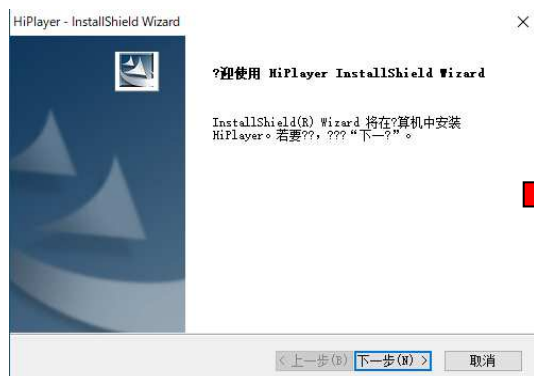 HiPlayer - InstallShield Wizard
?迎使用 HiPlayer InstallShield Wizard
InstallShield(R) Wizard 将在?算机中安装
HiPlayer。若要??，???“下一?”。
< 上一步(B)
下一步(N) >
取消